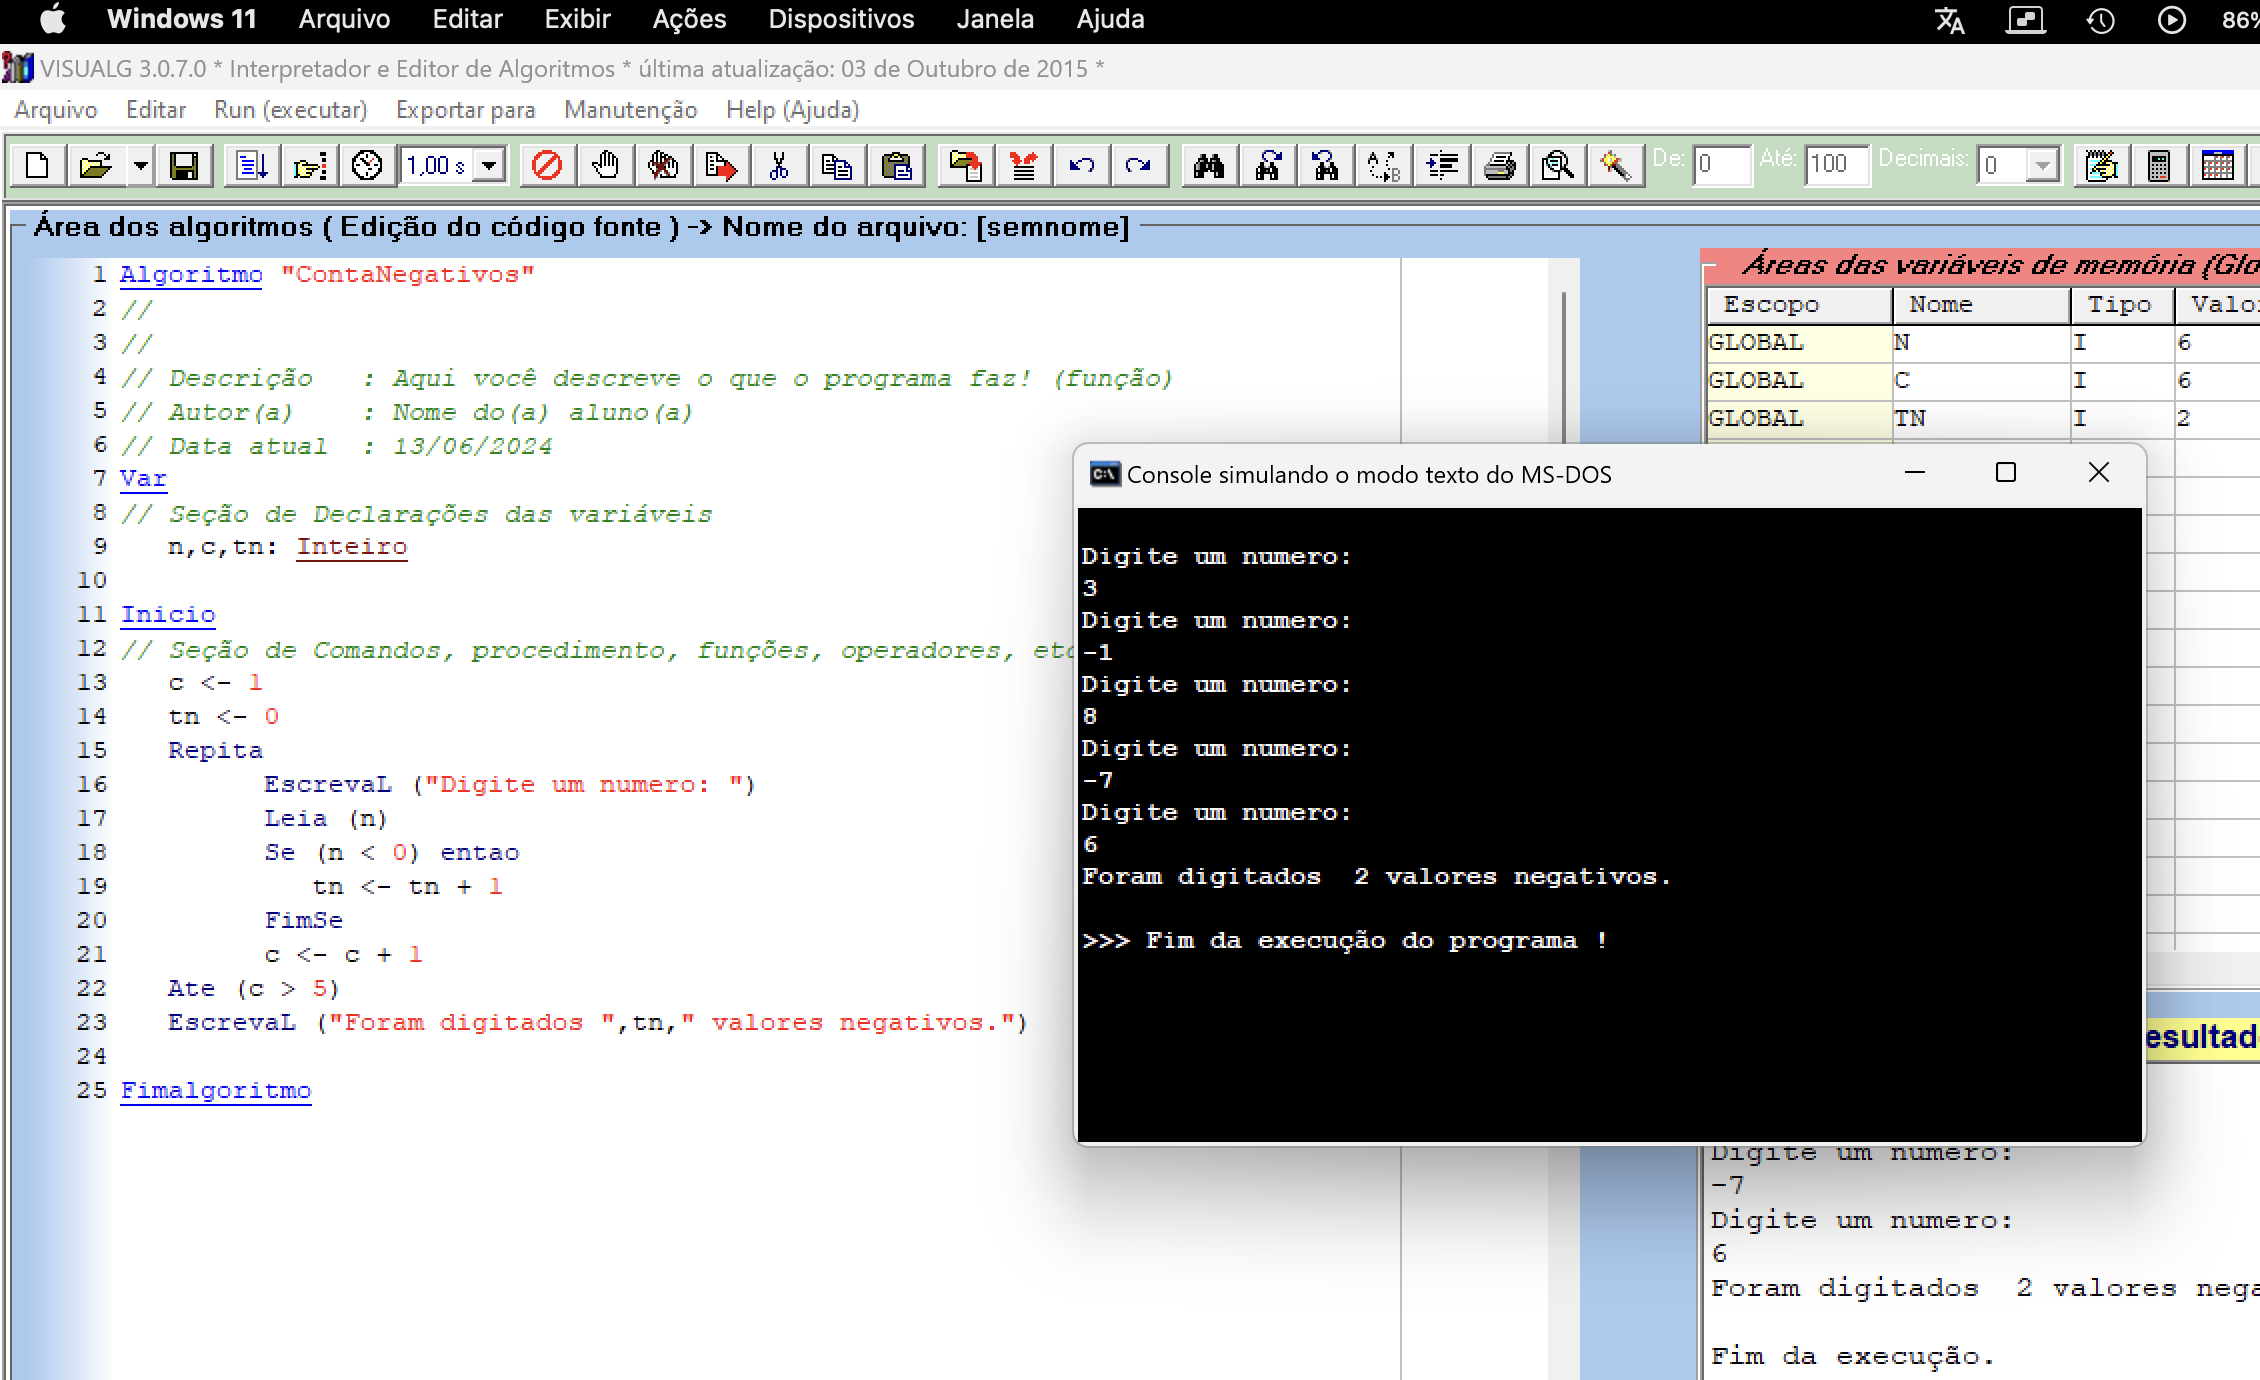 Windows 11 Arquivo Editar Exibir Ações Dispositivos Janela Ajuda 86%
VISUALG 3.0.7.0 * Interpretador e Editor de Algoritmos * última atualização: 03 de Outubro de 2015 *
Arquivo Editar Run (executar) Exportar para Manutenção Help (Ajuda)
1,00 s De: 0 Até: 100 Decimais: 0
Área dos algoritmos ( Edição do código fonte ) -> Nome do arquivo: [semnome]
1 Algoritmo "ContaNegativos"
2 //
3 //
4 // Descrição : Aqui você descreve o que o programa faz! (função)
5 // Autor(a) : Nome do(a) aluno(a)
6 // Data atual : 13/06/2024
7 Var
8 // Seção de Declarações das variáveis
9 n,c,tn: Inteiro
10
11 Inicio
12 // Seção de Comandos, procedimento, funções, operadores, etc
13 c <- 1
14 tn <- 0
15 Repita
16 EscrevaL ("Digite um numero: ")
17 Leia (n)
18 Se (n < 0) entao
19 tn <- tn + 1
20 FimSe
21 c <- c + 1
22 Ate (c > 5)
23 EscrevaL ("Foram digitados ",tn," valores negativos.")
24
25 Fimalgoritmo
Áreas das variáveis de memória (Glo
Escopo Nome Tipo Valor
GLOBAL N I 6
GLOBAL C I 6
GLOBAL TN I 2
Console simulando o modo texto do MS-DOS
Digite um numero:
3
Digite um numero:
-1
Digite um numero:
8
Digite um numero:
-7
Digite um numero:
6
Foram digitados  2 valores negativos.
>>> Fim da execução do programa !
esultad
Digite um numero:
-7
Digite um numero:
6
Foram digitados  2 valores nega
Fim da execução.